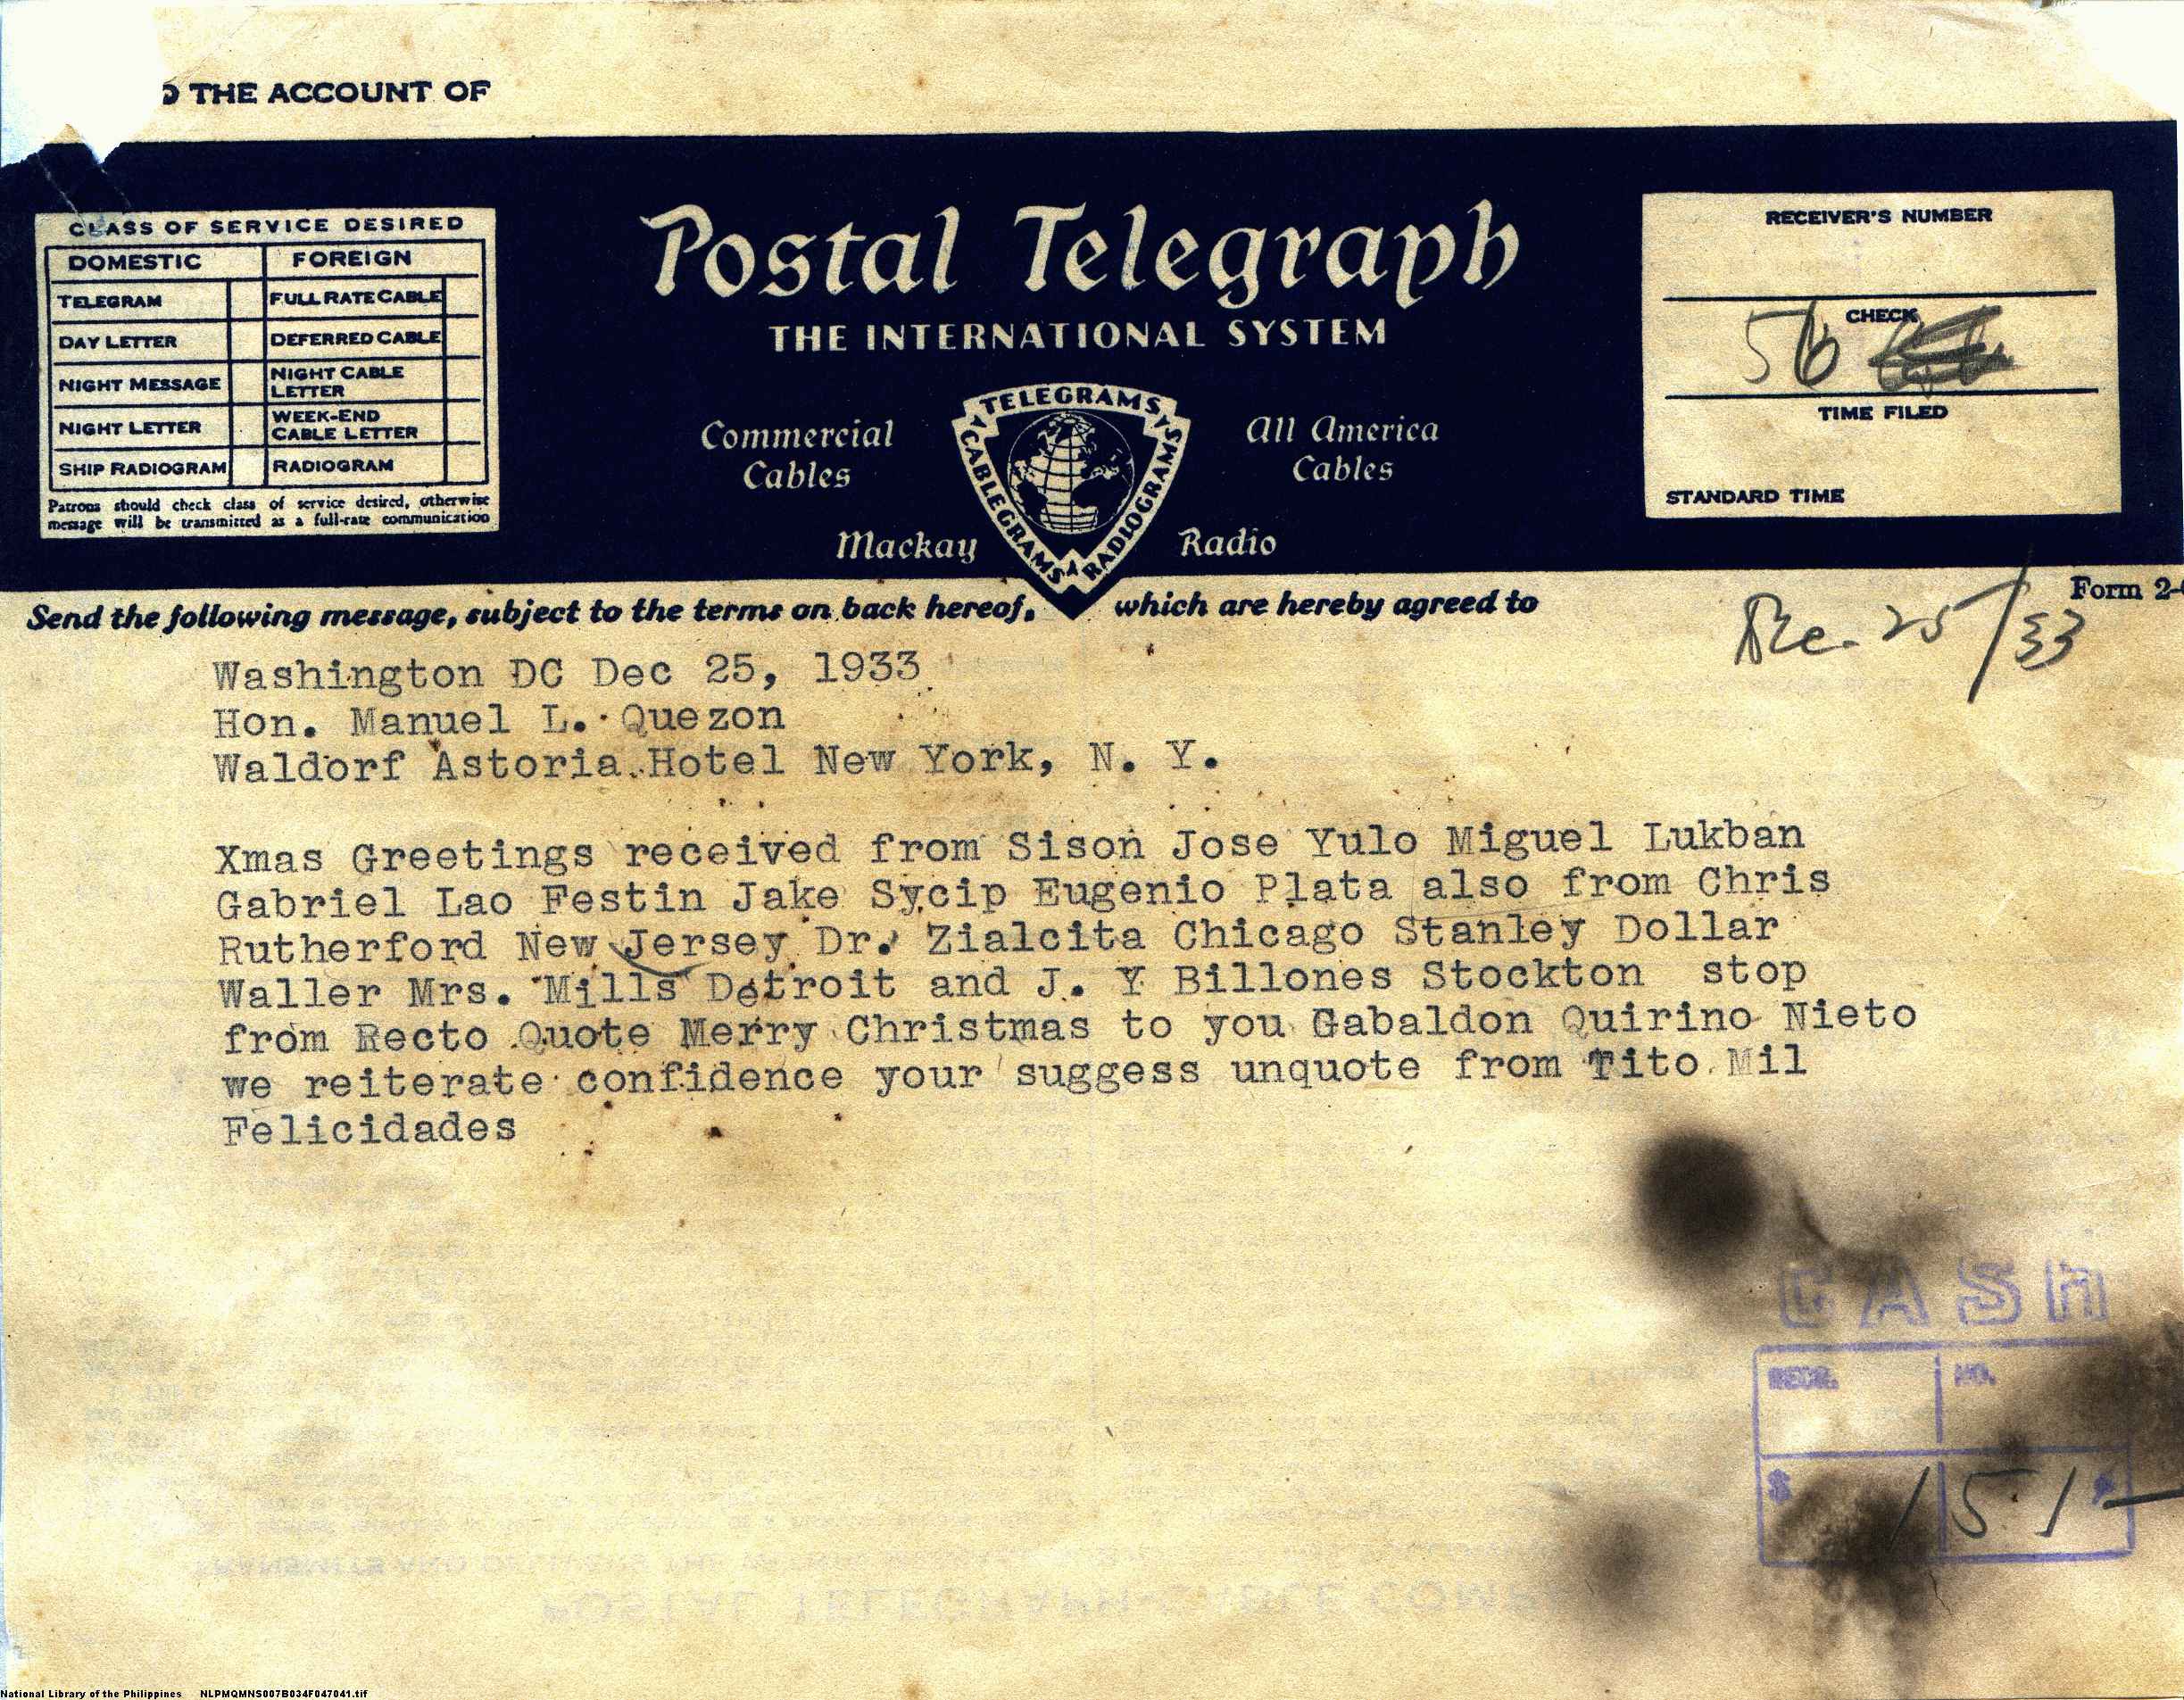 THE ACCOUNT OF
CLASS OF SERVICE DESIRED
DOMESTIC FOREIGN
TELEGRAM FULL RATE CABLE
DAY LETTER DEFERRED CABLE
NIGHT MESSAGE NIGHT CABLE LETTER
NIGHT LETTER WEEK-END CABLE LETTER
SHIP RADIOGRAM RADIOGRAM
Patrons should check class of service desired, otherwise
message will be transmitted as a full-rate communication
Postal Telegraph
THE INTERNATIONAL SYSTEM
Commercial Cables
All America Cables
Mackay Radio
TELEGRAMS
CABLEGRAMS
RADIOGRAMS
RECEIVER'S NUMBER
CHECK
56
TIME FILED
STANDARD TIME
Send the following message, subject to the terms on back hereof, which are hereby agreed to
Form 2-
Dec. 25/33
Washington DC Dec 25, 1933
Hon. Manuel L. Quezon
Waldorf Astoria Hotel New York, N. Y.
Xmas Greetings received from Sison Jose Yulo Miguel Lukban
Gabriel Lao Festin Jake Sycip Eugenio Plata also from Chris
Rutherford New Jersey Dr. Zialcita Chicago Stanley Dollar
Waller Mrs. Mills Detroit and J. Y Billones Stockton stop
from Recto Quote Merry Christmas to you Gabaldon Quirino Nieto
we reiterate confidence your suggess unquote from Tito Mil
Felicidades
CASH
RECR. NO.
$ 1 51
National Library of the Philippines NLPMQMNS007B034F047041.tif